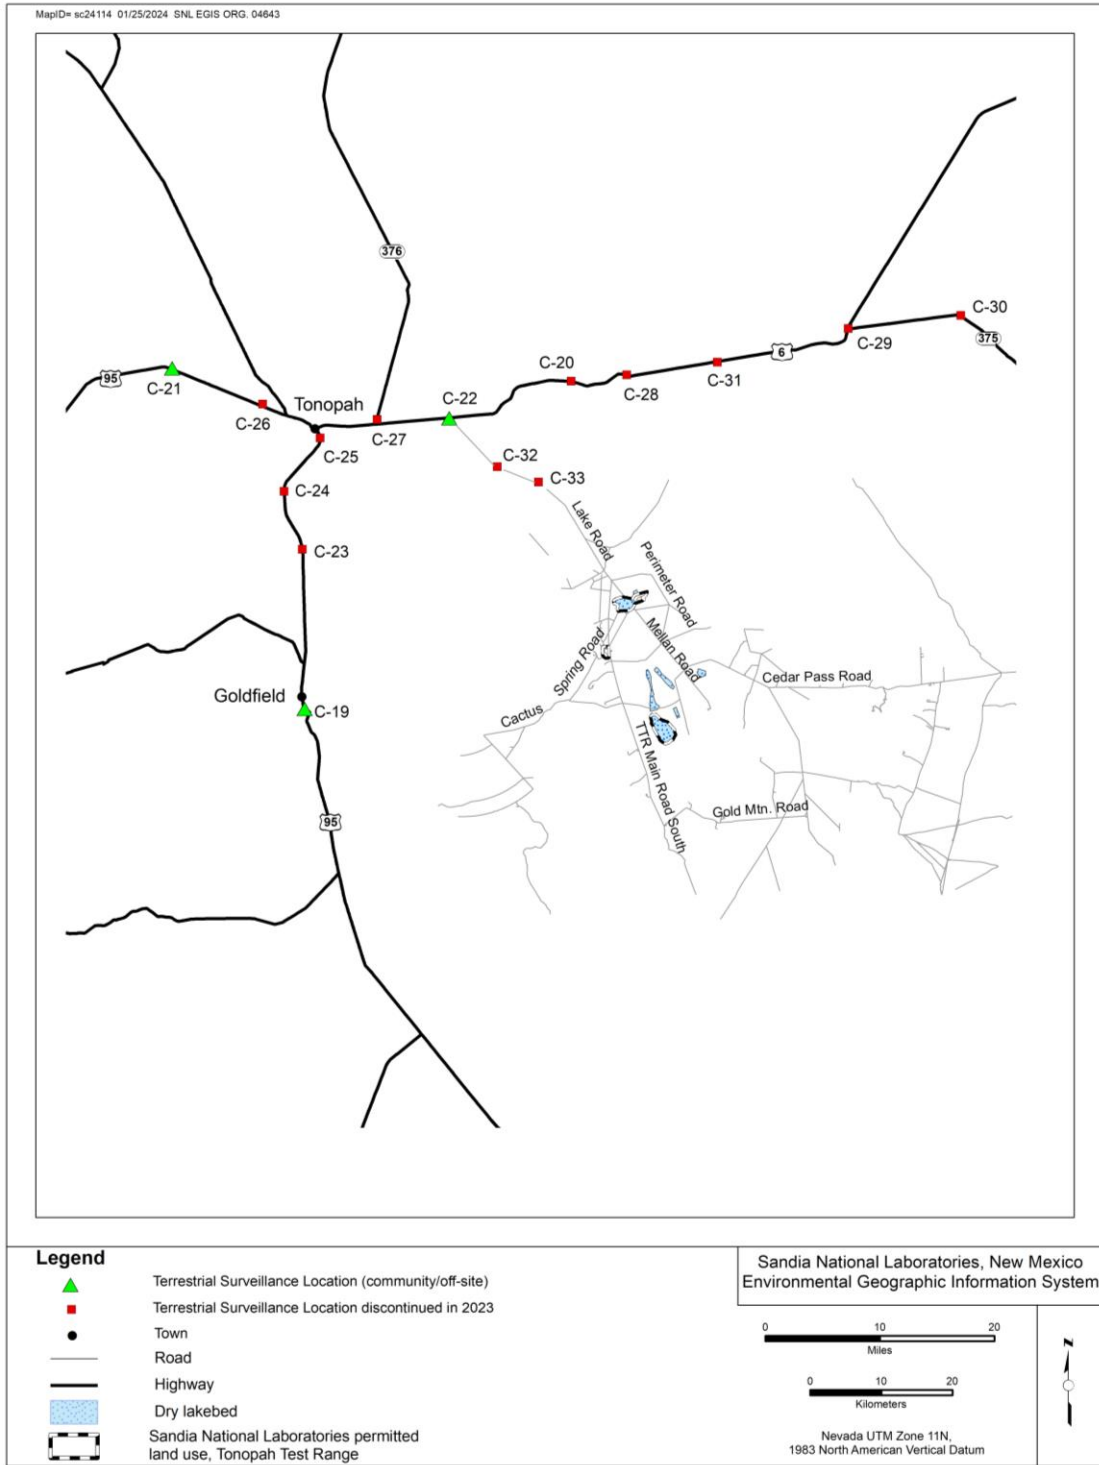 MapID= sc24114 01/25/2024 SNL EGIS ORG. 04643
376
C-30
375
C-29
6
C-31
C-20
C-28
95
C-21
C-26
Tonopah
C-22
C-27
C-25
C-32
C-33
C-24
C-23
Lake Road
Perimeter Road
Mellan Road
Spring Road
Cactus
Cedar Pass Road
Goldfield
C-19
TTR Main Road South
Gold Mtn. Road
95
Legend
Terrestrial Surveillance Location (community/off-site)
Terrestrial Surveillance Location discontinued in 2023
Town
Road
Highway
Dry lakebed
Sandia National Laboratories permitted
land use, Tonopah Test Range
Sandia National Laboratories, New Mexico
Environmental Geographic Information System
0 10 20
Miles
0 10 20
Kilometers
Nevada UTM Zone 11N,
1983 North American Vertical Datum
N